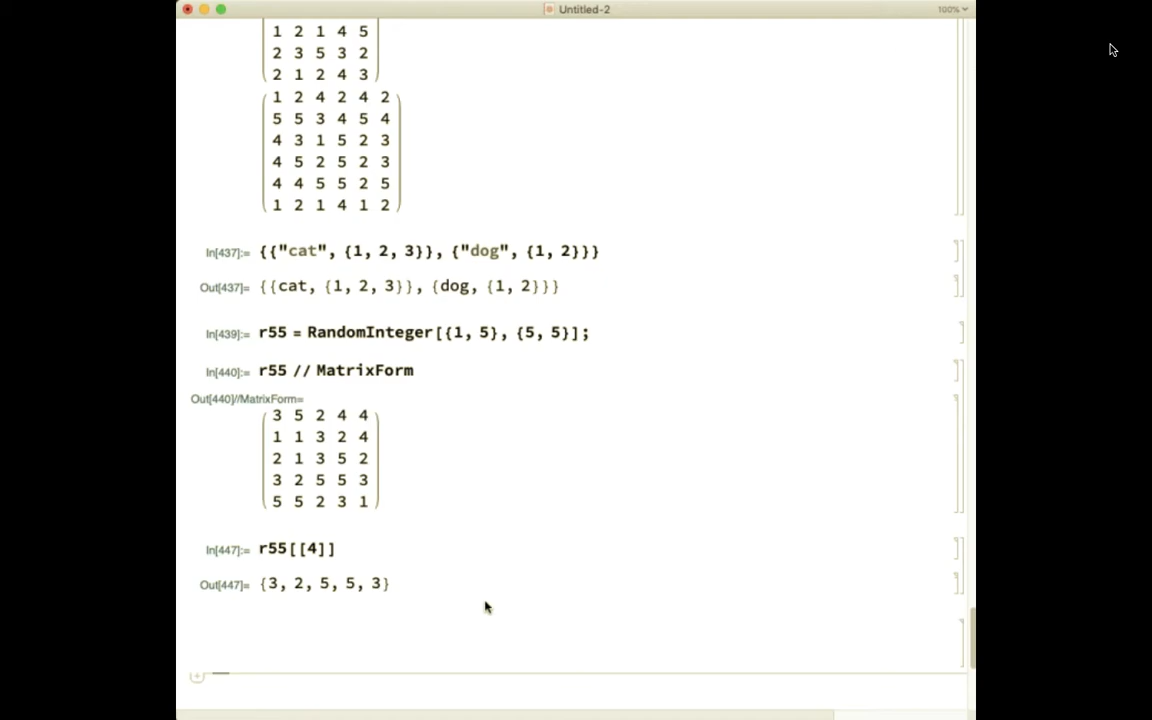 Untitled-2
100%
1 2 1 4 5
2 3 5 3 2
2 1 2 4 3
1 2 4 2 4 2
5 5 3 4 5 4
4 3 1 5 2 3
4 5 2 5 2 3
4 4 5 5 2 5
1 2 1 4 1 2
In[437]:= {{"cat", {1, 2, 3}}, {"dog", {1, 2}}}
Out[437]= {{cat, {1, 2, 3}}, {dog, {1, 2}}}
In[439]:= r55 = RandomInteger[{1, 5}, {5, 5}];
In[440]:= r55 // MatrixForm
Out[440]//MatrixForm=
3 5 2 4 4
1 1 3 2 4
2 1 3 5 2
3 2 5 5 3
5 5 2 3 1
In[447]:= r55[[4]]
Out[447]= {3, 2, 5, 5, 3}